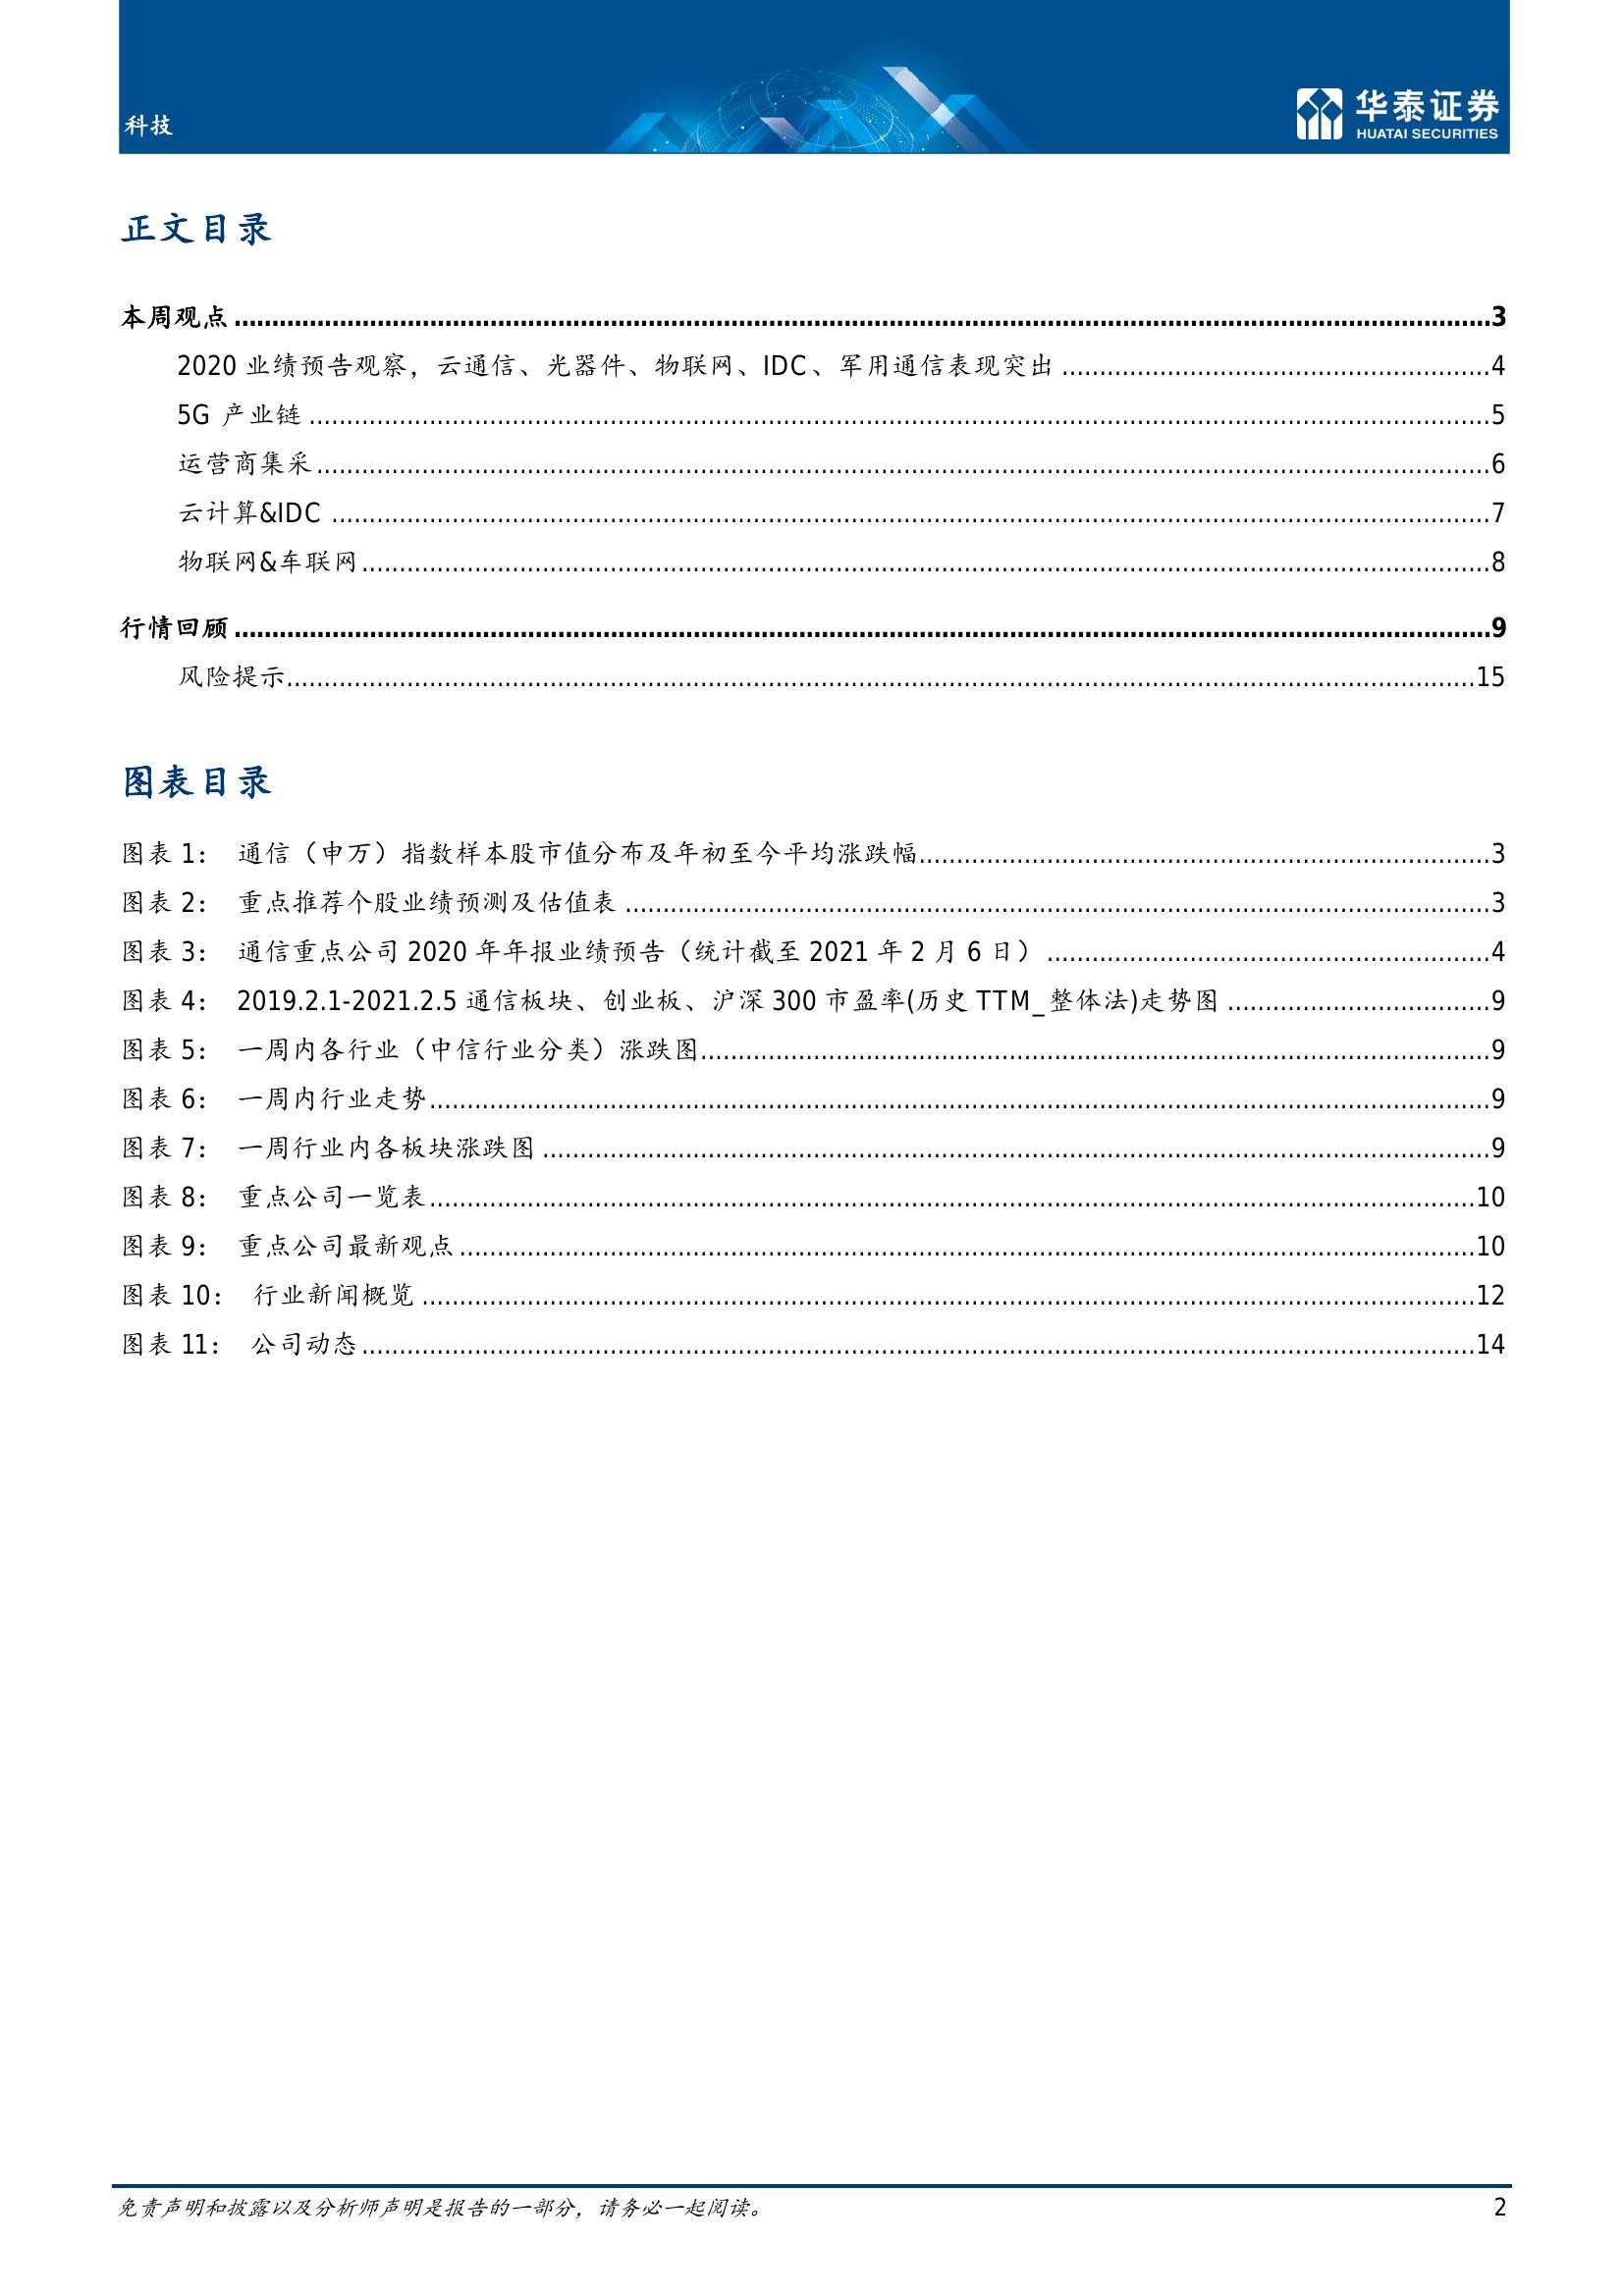 科技
华泰证券
HUATAI SECURITIES
正文目录
本周观点......3
2020 业绩预告观察，云通信、光器件、物联网、IDC、军用通信表现突出......4
5G 产业链......5
运营商集采......6
云计算&IDC......7
物联网&车联网......8
行情回顾......9
风险提示......15
图表目录
图表 1： 通信（申万）指数样本股市值分布及年初至今平均涨跌幅......3
图表 2： 重点推荐个股业绩预测及估值表......3
图表 3： 通信重点公司 2020 年年报业绩预告（统计截至 2021 年 2 月 6 日）......4
图表 4： 2019.2.1-2021.2.5 通信板块、创业板、沪深 300 市盈率(历史 TTM_整体法)走势图......9
图表 5： 一周内各行业（中信行业分类）涨跌图......9
图表 6： 一周内行业走势......9
图表 7： 一周行业内各板块涨跌图......9
图表 8： 重点公司一览表......10
图表 9： 重点公司最新观点......10
图表 10： 行业新闻概览......12
图表 11： 公司动态......14
免责声明和披露以及分析师声明是报告的一部分，请务必一起阅读。 2